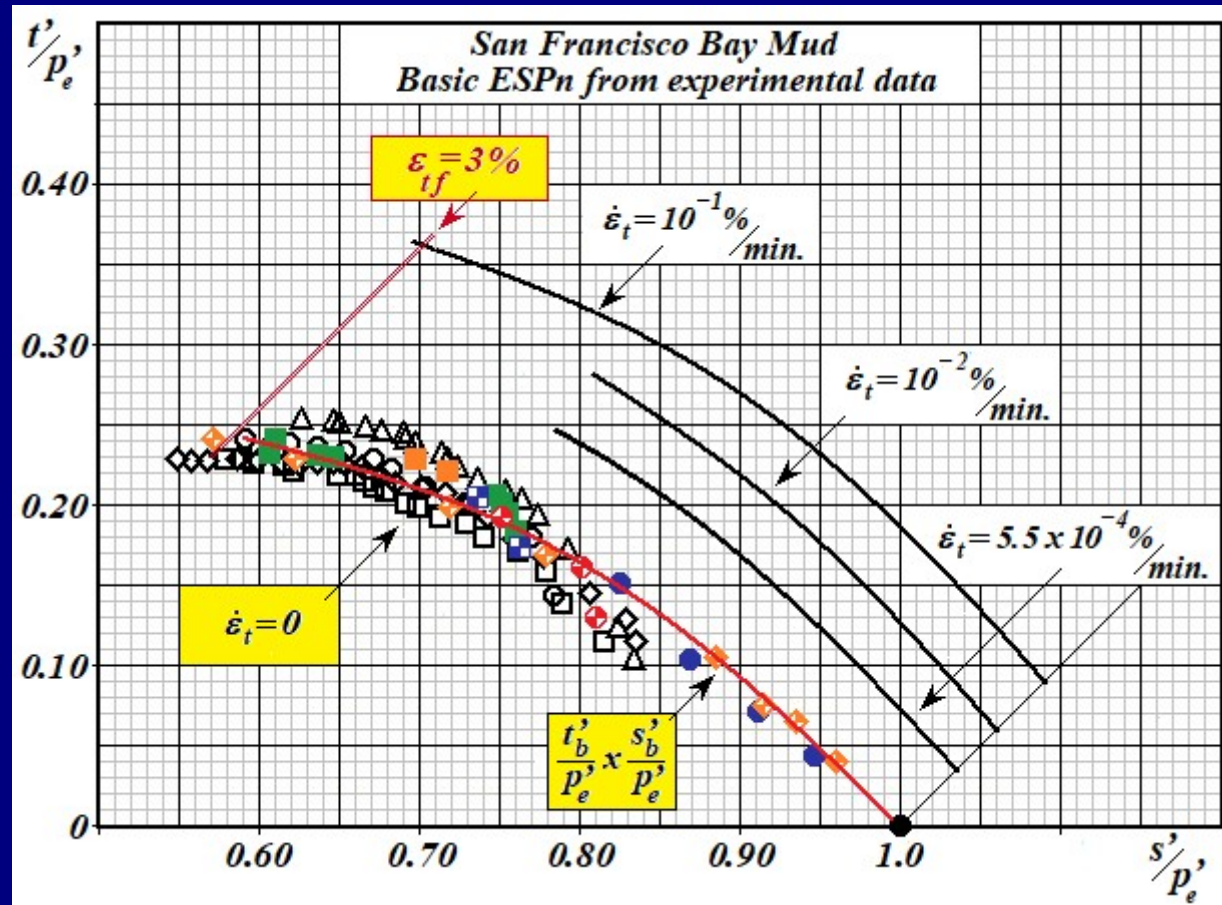 t'/p'e
San Francisco Bay Mud
Basic ESPn from experimental data
0.40
0.30
0.20
0.10
0
εtf=3%
ε̇t=10⁻¹%/min.
ε̇t=10⁻²%/min.
ε̇t=5.5 x 10⁻⁴%/min.
ε̇t=0
t'b/p'e x s'b/p'e
0.60 0.70 0.80 0.90 1.0
s'/p'e